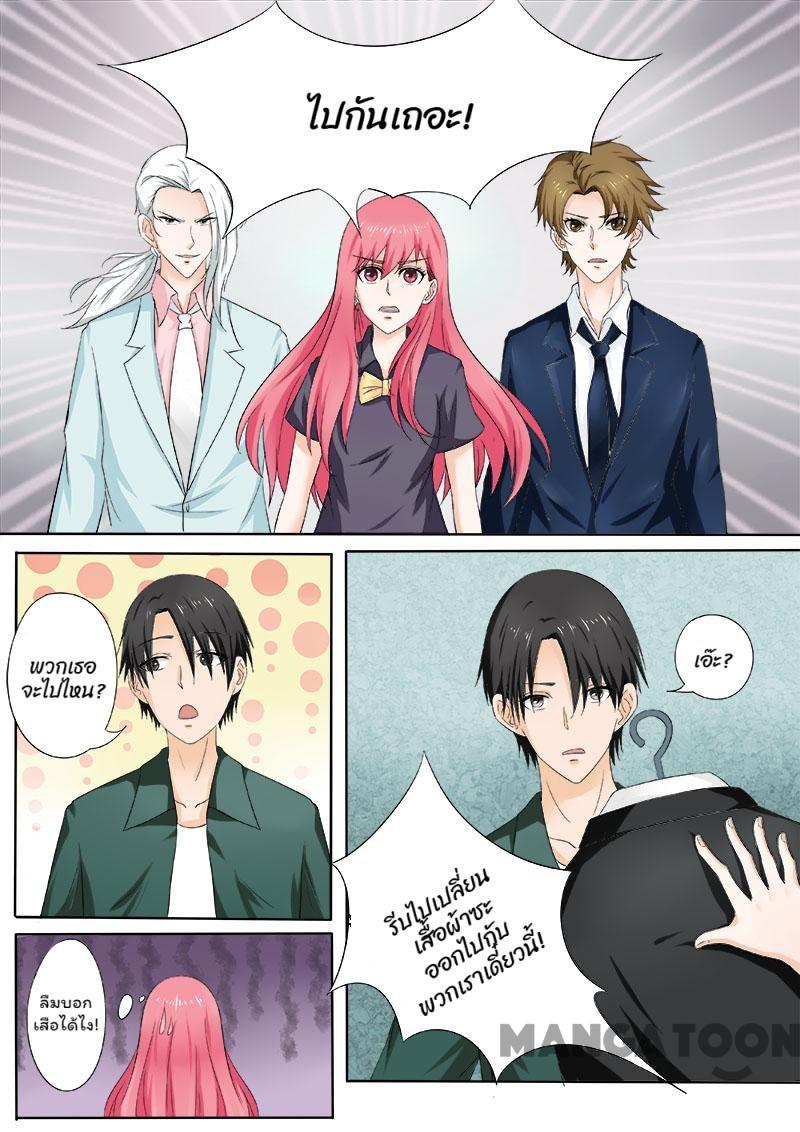 ไปกันเถอะ!
พวกเธอ
จะไปไหน?
เอ๊ะ?
รีบไปเปลี่ยน
เสื้อผ้าซะ
ออกไปกับ
พวกเราเดี๋ยวนี้!
ลืมบอก
เสือได้ไง!
MANGATOON